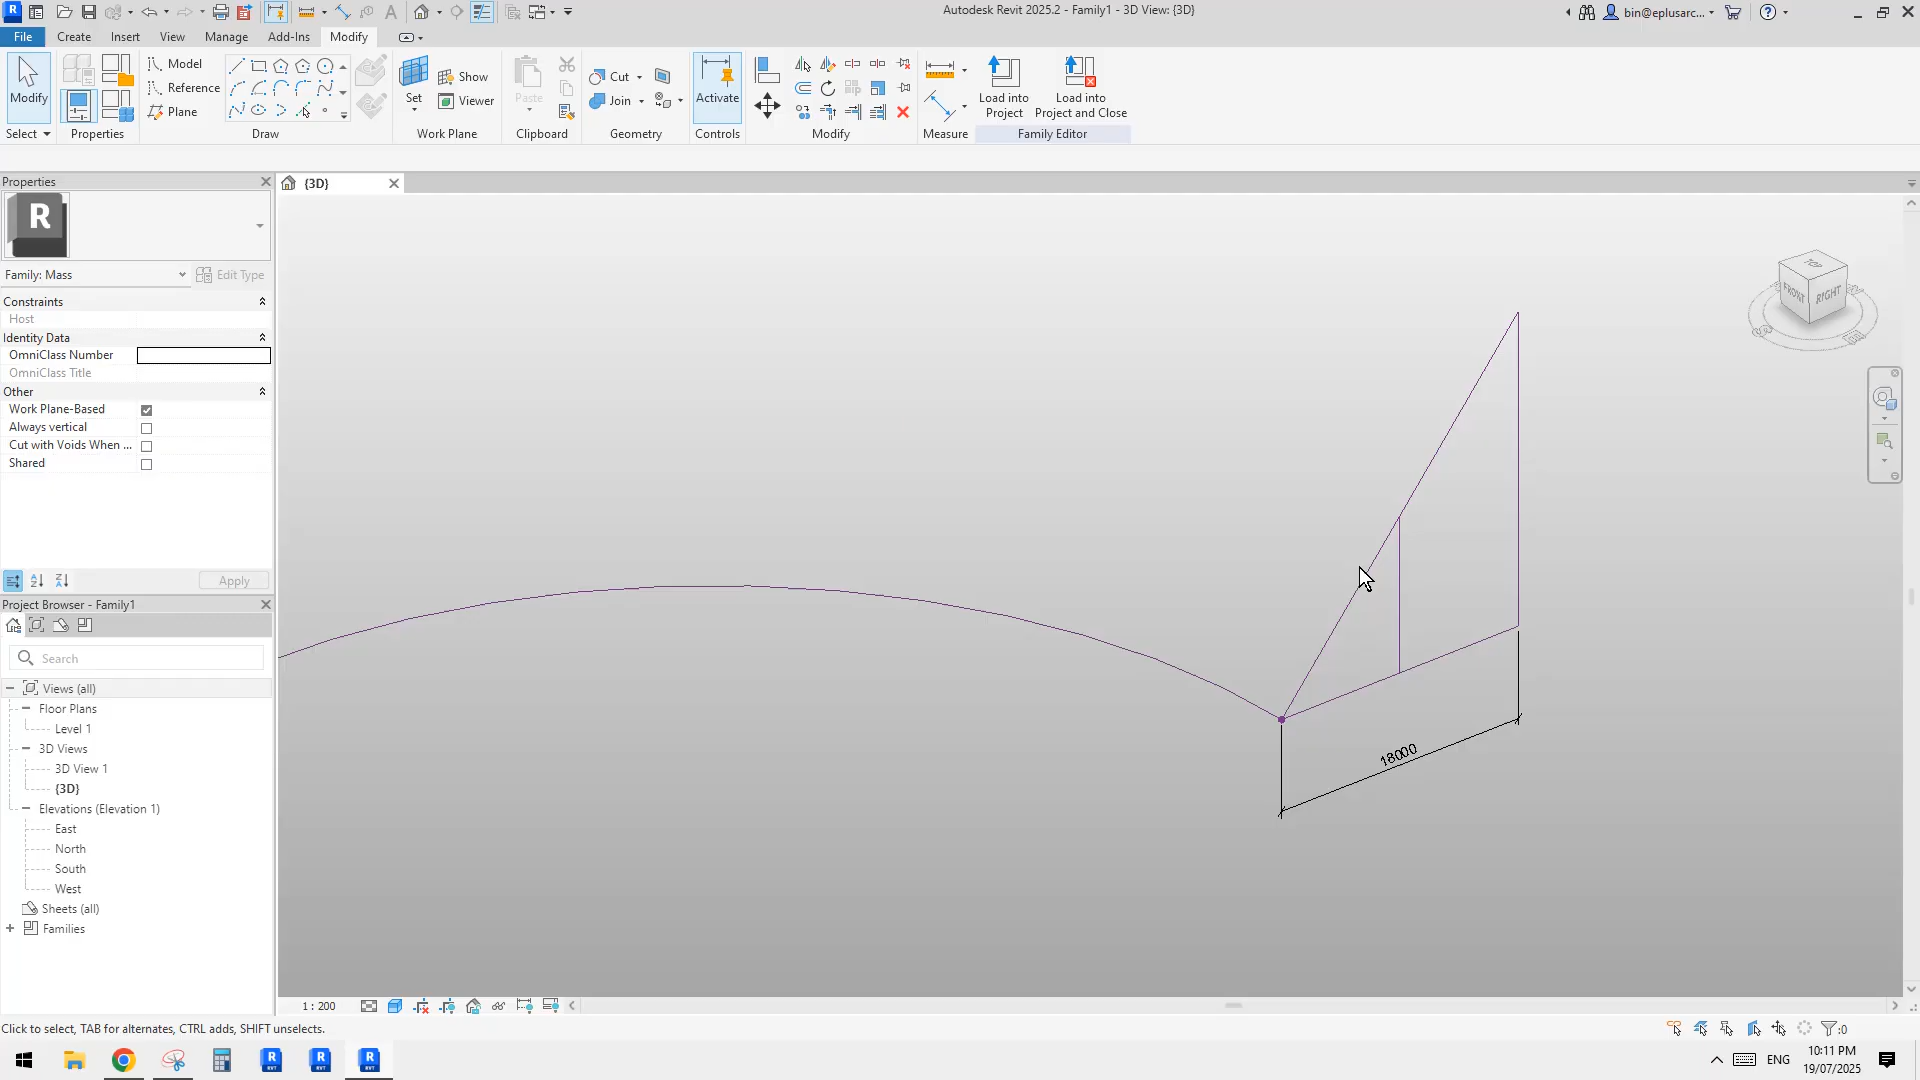 Autodesk Revit 2025.2 - Family1 - 3D View: {3D}
bin@eplusarc...
File
Create
Insert
View
Manage
Add-Ins
Modify
Modify
Select
Properties
Model
Reference
Plane
Draw
Set
Show
Viewer
Work Plane
Paste
Clipboard
Cut
Join
Geometry
Activate
Controls
Modify
Measure
Load into
Project
Load into
Project and Close
Family Editor
Properties
{3D}
R
Family: Mass
Edit Type
Constraints
Host
Identity Data
OmniClass Number
OmniClass Title
Other
Work Plane-Based
Always vertical
Cut with Voids When ...
Shared
Apply
Project Browser - Family1
Search
Views (all)
Floor Plans
Level 1
3D Views
3D View 1
{3D}
Elevations (Elevation 1)
East
North
South
West
Sheets (all)
Families
TOP
FRONT
RIGHT
18000
1 : 200
Click to select, TAB for alternates, CTRL adds, SHIFT unselects.
:0
ENG
10:11 PM
19/07/2025